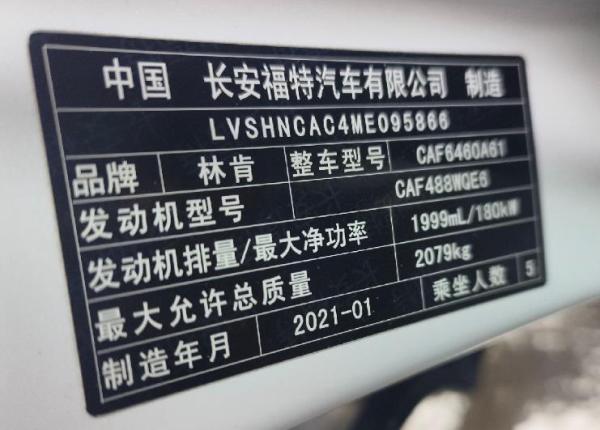 中国 长安福特汽车有限公司 制造
LVSHNCAC4ME095866
品牌 林肯 整车型号 CAF6460A61
发动机型号 CAF488WQE6
发动机排量/最大净功率 1999mL/180kW
最大允许总质量 2079kg
制造年月 2021-01 乘坐人数 5